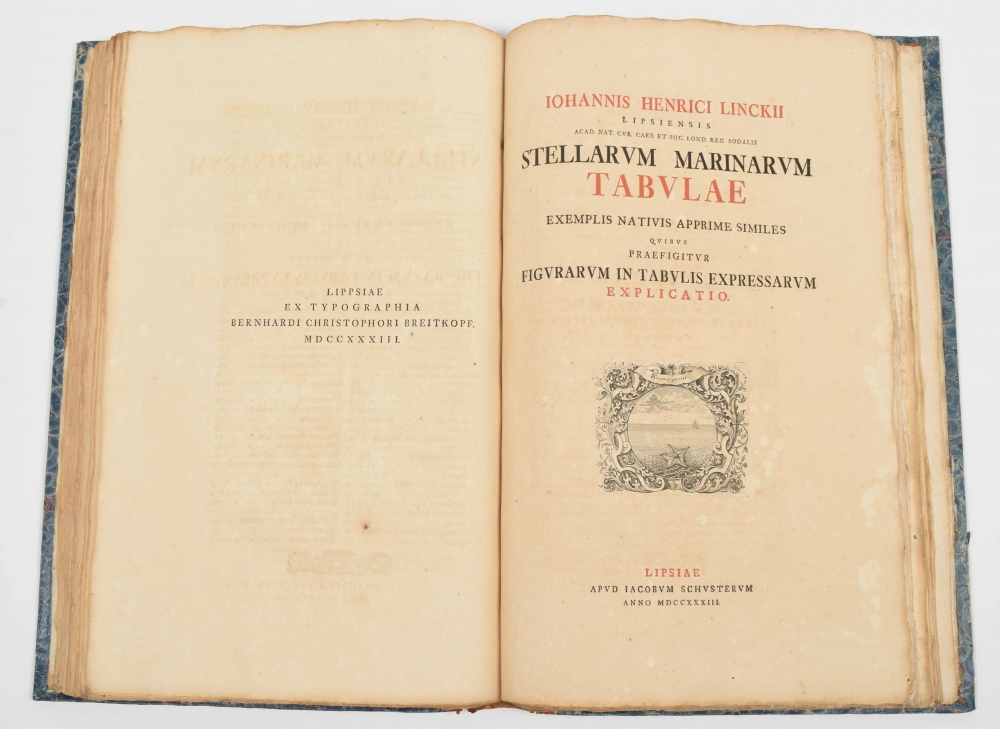 LIPPSIAE
EX TYPOGRAPHIA
BERNHARDI CHRISTOPHORI BREITKOPF.
MDCCXXXIII.
IOHANNIS HENRICI LINCKII
LIPSIENSIS
ACAD. NAT. CVR. CAES. ET SOC. LOND. REG. SODALIS
STELLARVM MARINARVM
TABVLAE
EXEMPLIS NATIVIS APPRIME SIMILES
QVIBVS
PRAEFIGITVR
FIGVRARVM IN TABVLIS EXPRESSARVM
EXPLICATIO.
LIPSIAE
APVD IACOBVM SCHVSTERVM
ANNO MDCCXXXIII.